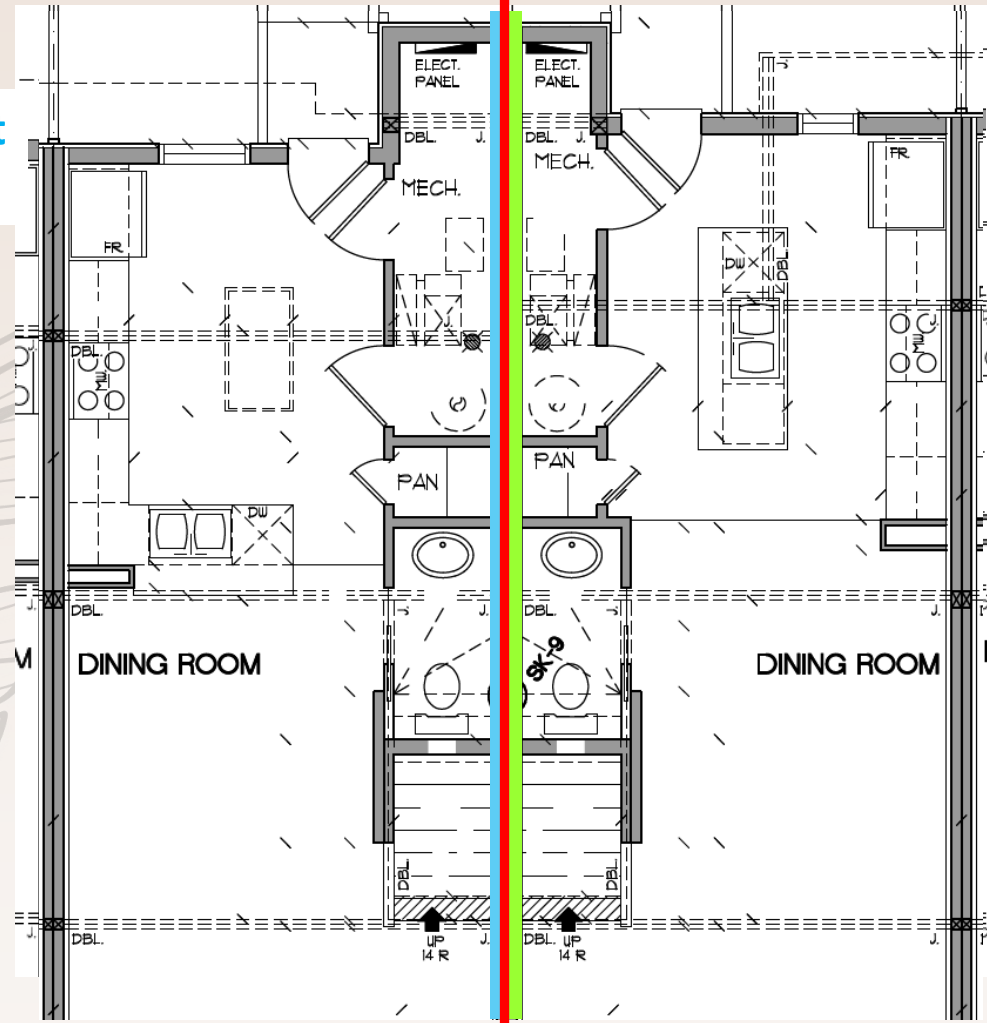 t
ELECT.
PANEL
ELECT.
PANEL
J.
DBL.
J.
DBL.
J.
MECH.
MECH.
FR.
FR.
DW
DBL.
J.
DBL.
J.
J.
DBL.
MW
MW
PAN
PAN
DW
J.
DBL.
J.
J.
DBL.
J.
J.
M
DINING ROOM
SK-9
DINING ROOM
DBL.
DBL.
J.
DBL.
UP
14 R
J.
DBL.
UP
14 R
J.